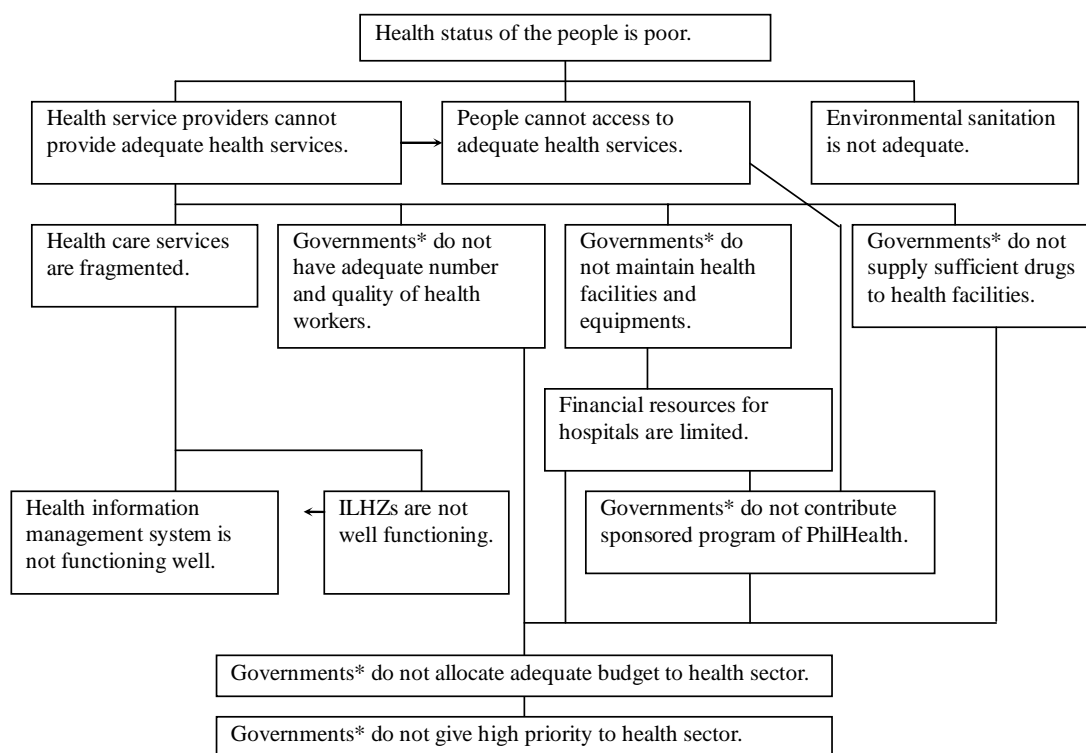 Health status of the people is poor.
Health service providers cannot
provide adequate health services.
People cannot access to
adequate health services.
Environmental sanitation
is not adequate.
Health care services
are fragmented.
Governments* do not
have adequate number
and quality of health
workers.
Governments* do
not maintain health
facilities and
equipments.
Governments* do not
supply sufficient drugs
to health facilities.
Financial resources for
hospitals are limited.
Health information
management system is
not functioning well.
ILHZs are not
well functioning.
Governments* do not contribute
sponsored program of PhilHealth.
Governments* do not allocate adequate budget to health sector.
Governments* do not give high priority to health sector.